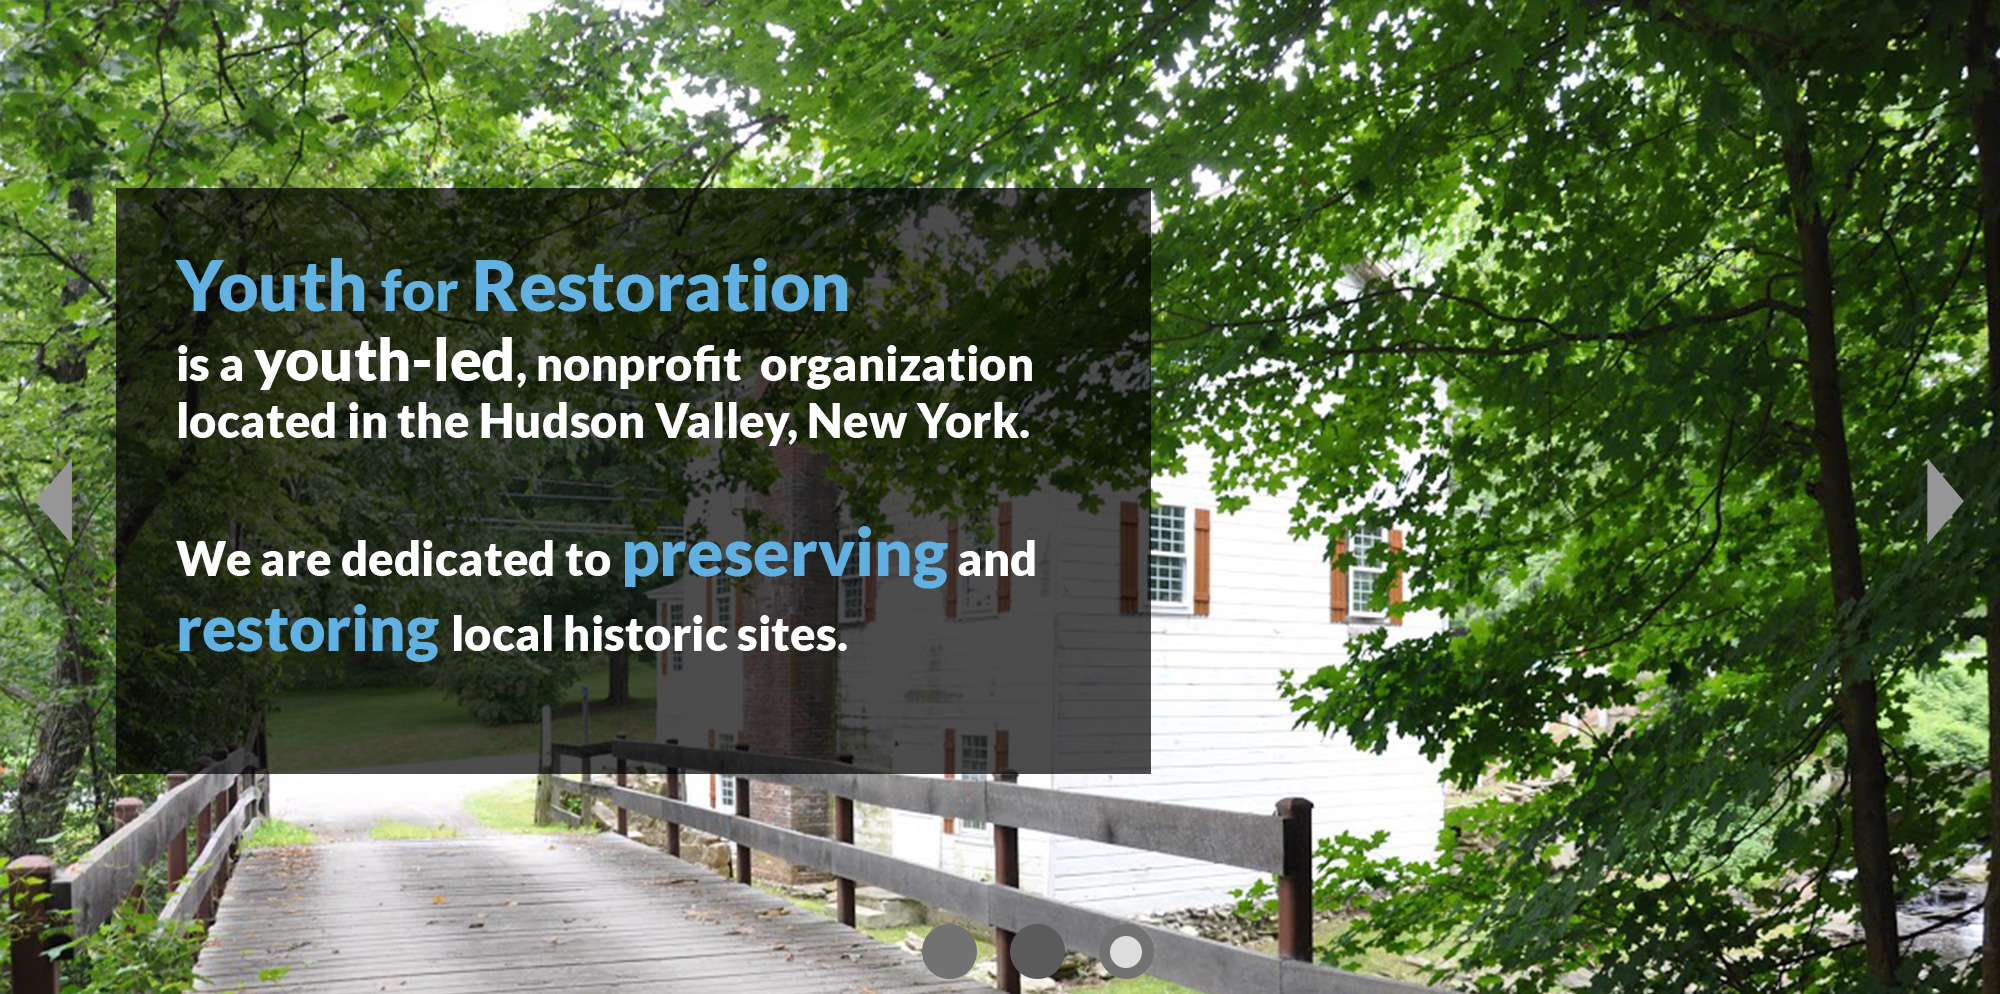 Youth for Restoration
is a youth-led, nonprofit organization
located in the Hudson Valley, New York.
We are dedicated to preserving and
restoring local historic sites.